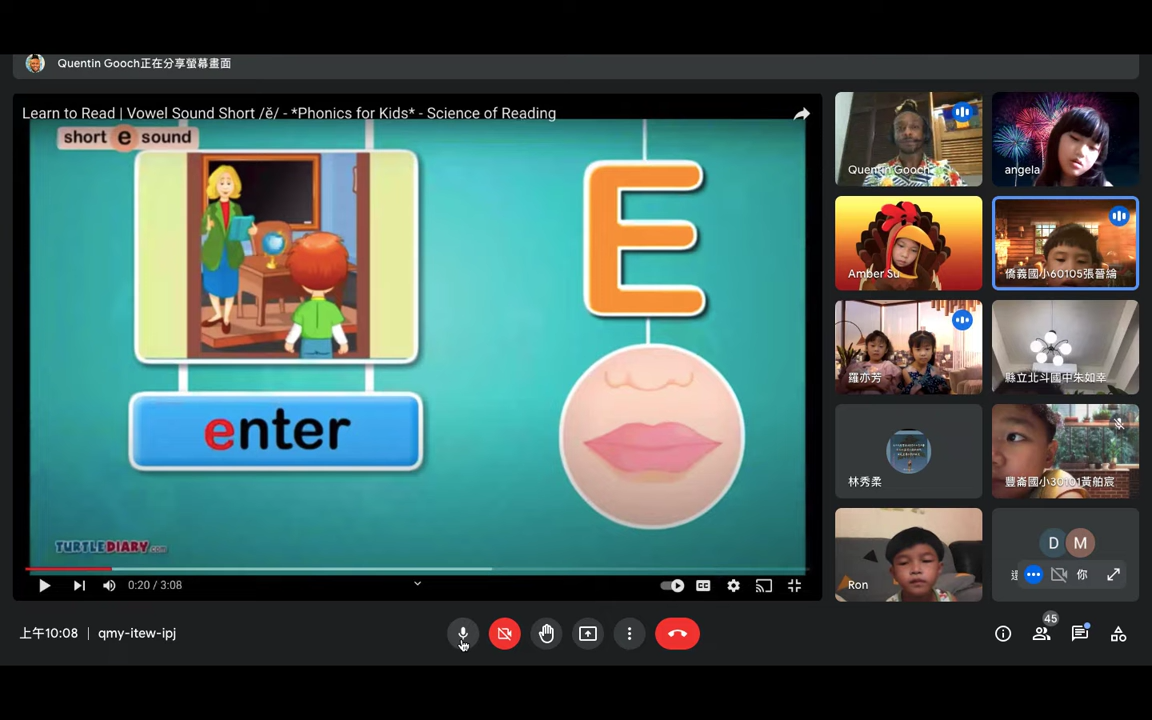 Quentin Gooch正在分享螢幕畫面
Learn to Read | Vowel Sound Short /ĕ/ - *Phonics for Kids* - Science of Reading
short e sound
E
enter
TURTLEDIARY.com
0:20 / 3:08
Quentin Gooch
angela
Amber Su
僑義國小60105張晉綸
羅亦芳
縣立北斗國中朱如幸
林秀柔
豐崙國小30101黃舶宸
Ron
D
M
你
上午10:08 | qmy-itew-ipj
45